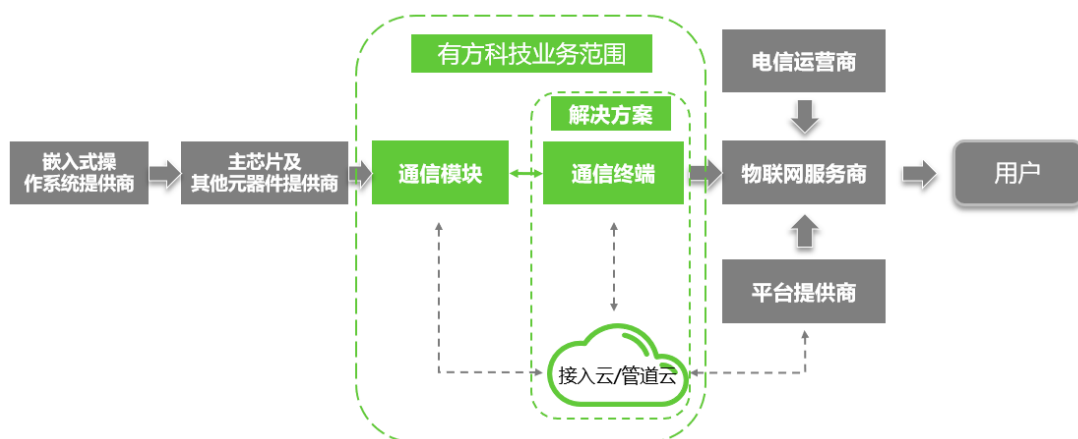 有方科技业务范围
电信运营商
解决方案
嵌入式操
作系统提供商
主芯片及
其他元器件提供商
通信模块
通信终端
物联网服务商
用户
平台提供商
接入云/管道云